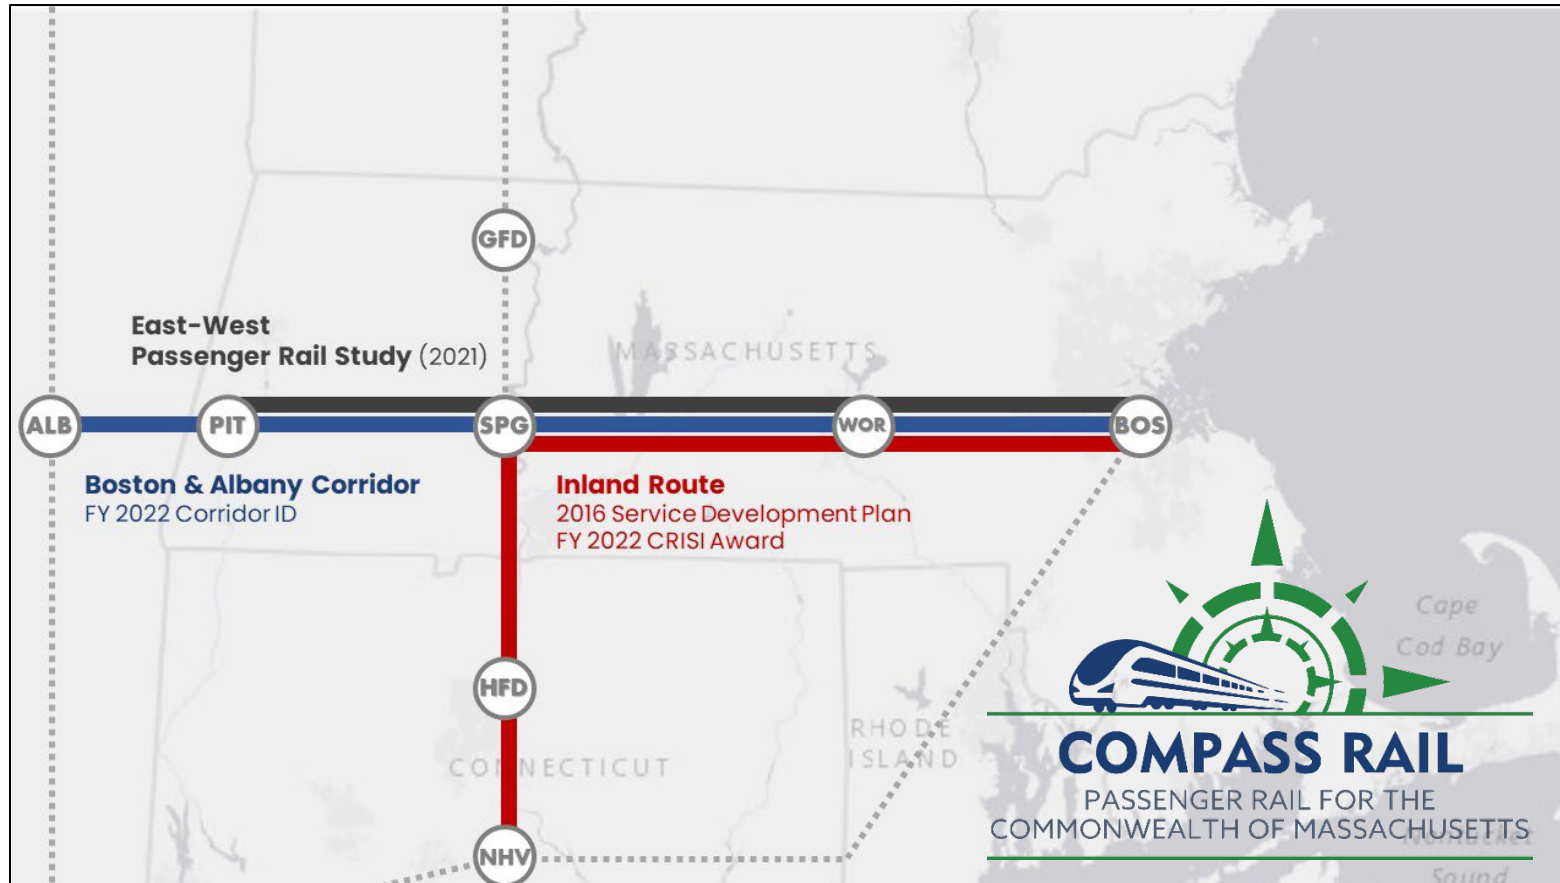 GFD
East-West
Passenger Rail Study (2021)
MASSACHUSETTS
ALB
PIT
SPG
WOR
BOS
Boston & Albany Corridor
FY 2022 Corridor ID
Inland Route
2016 Service Development Plan
FY 2022 CRISI Award
Cape
Cod Bay
HFD
RHODE
ISLAND
CONNECTICUT
COMPASS RAIL
PASSENGER RAIL FOR THE
COMMONWEALTH OF MASSACHUSETTS
NHV
Nantucket
Sound